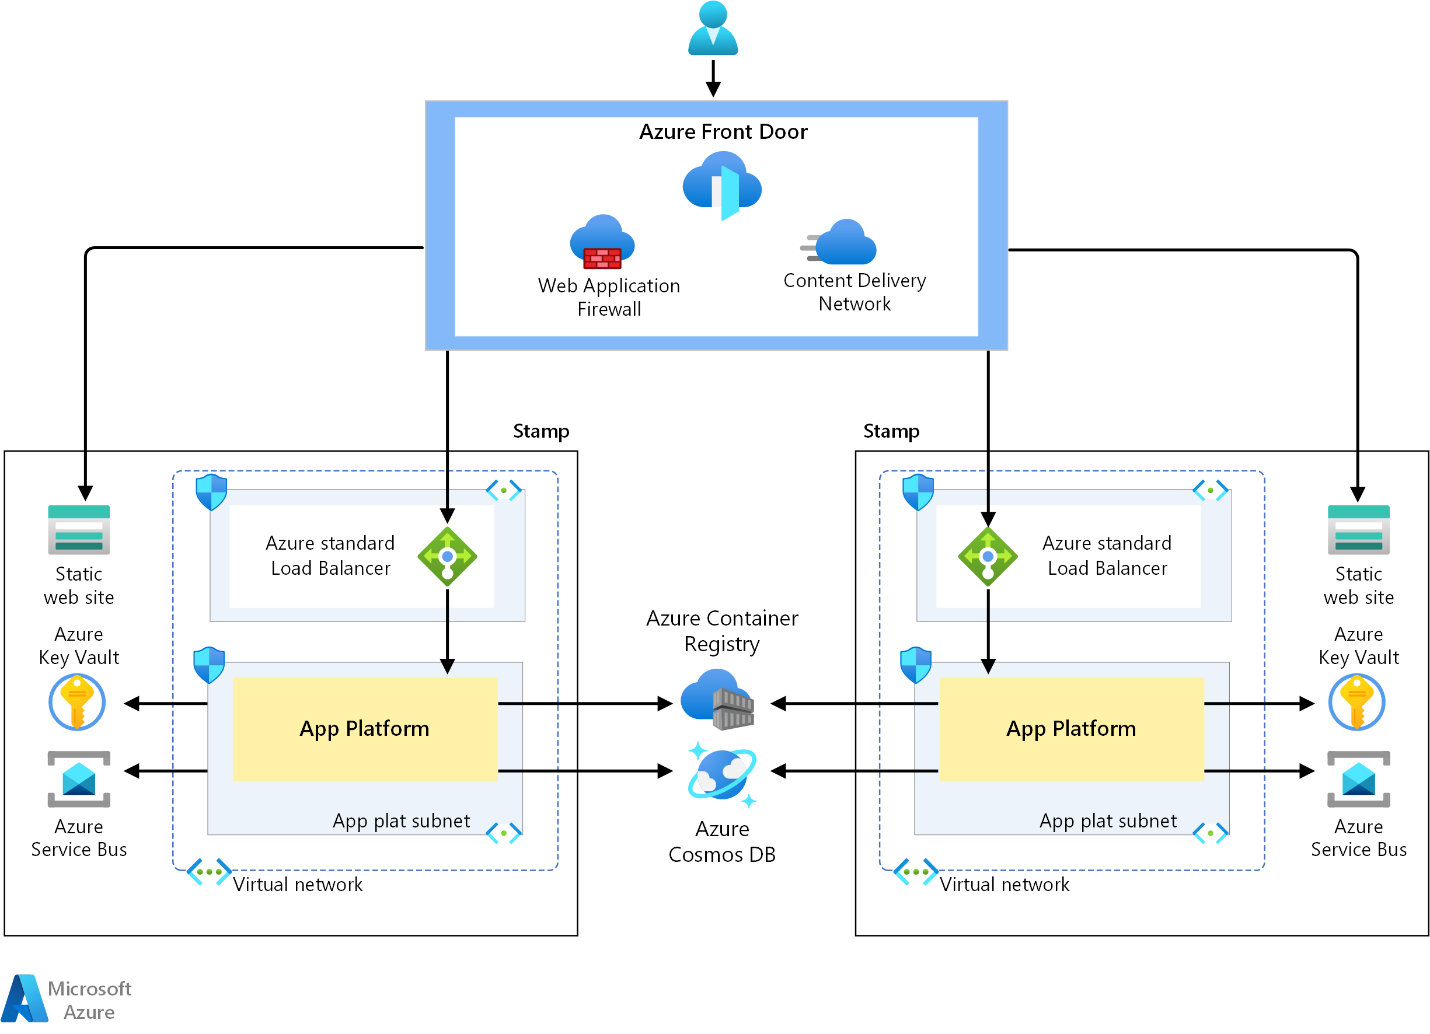 Azure Front Door
Web Application
Firewall
Content Delivery
Network
Stamp
Azure standard
Load Balancer
Static
web site
Azure
Key Vault
App Platform
Azure
Service Bus
App plat subnet
Virtual network
Azure Container
Registry
Azure
Cosmos DB
Stamp
Azure standard
Load Balancer
Static
web site
Azure
Key Vault
App Platform
Azure
Service Bus
App plat subnet
Virtual network
Microsoft
Azure